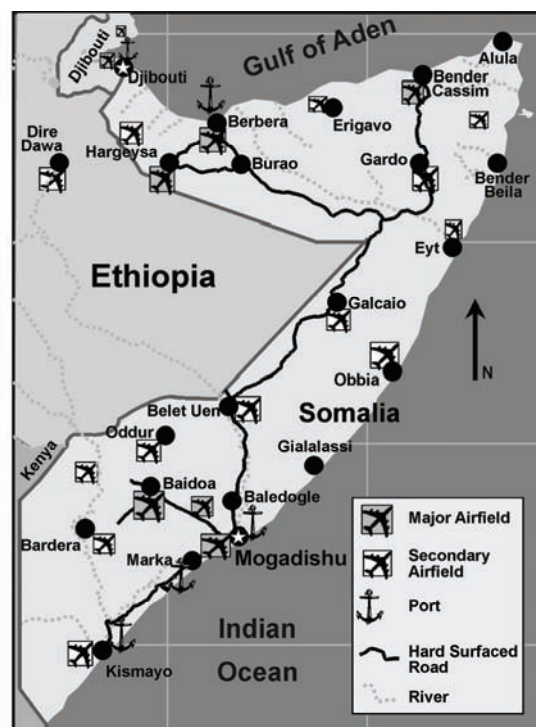 Gulf of Aden
Djibouti
Djibouti
Alula
Bender
Cassim
Berbera
Erigavo
Dire
Dawa
Hargeysa
Burao
Gardo
Bender
Beila
Eyt
Ethiopia
Galcaio
N
Obbia
Belet Uen
Somalia
Oddur
Gialalassi
Kenya
Baidoa
Baledogle
Bardera
Marka
Mogadishu
Kismayo
Indian
Ocean
Major Airfield
Secondary
Airfield
Port
Hard Surfaced
Road
River